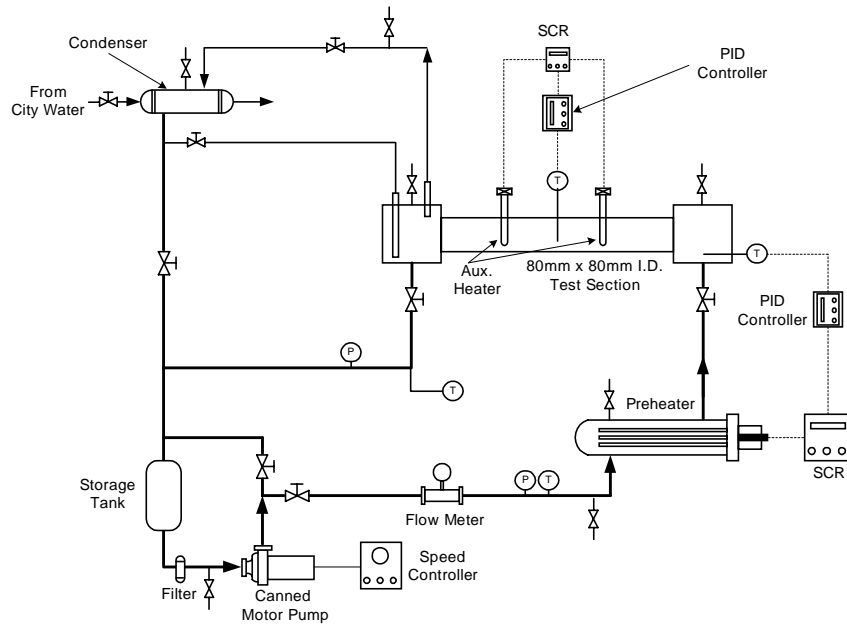 SCR
Condenser
PID
Controller
From
City Water
T
Aux.
Heater
80mm x 80mm I.D.
Test Section
T
PID
Controller
P
T
Preheater
SCR
Storage
Tank
P
T
Flow Meter
Speed
Controller
Filter
Canned
Motor Pump